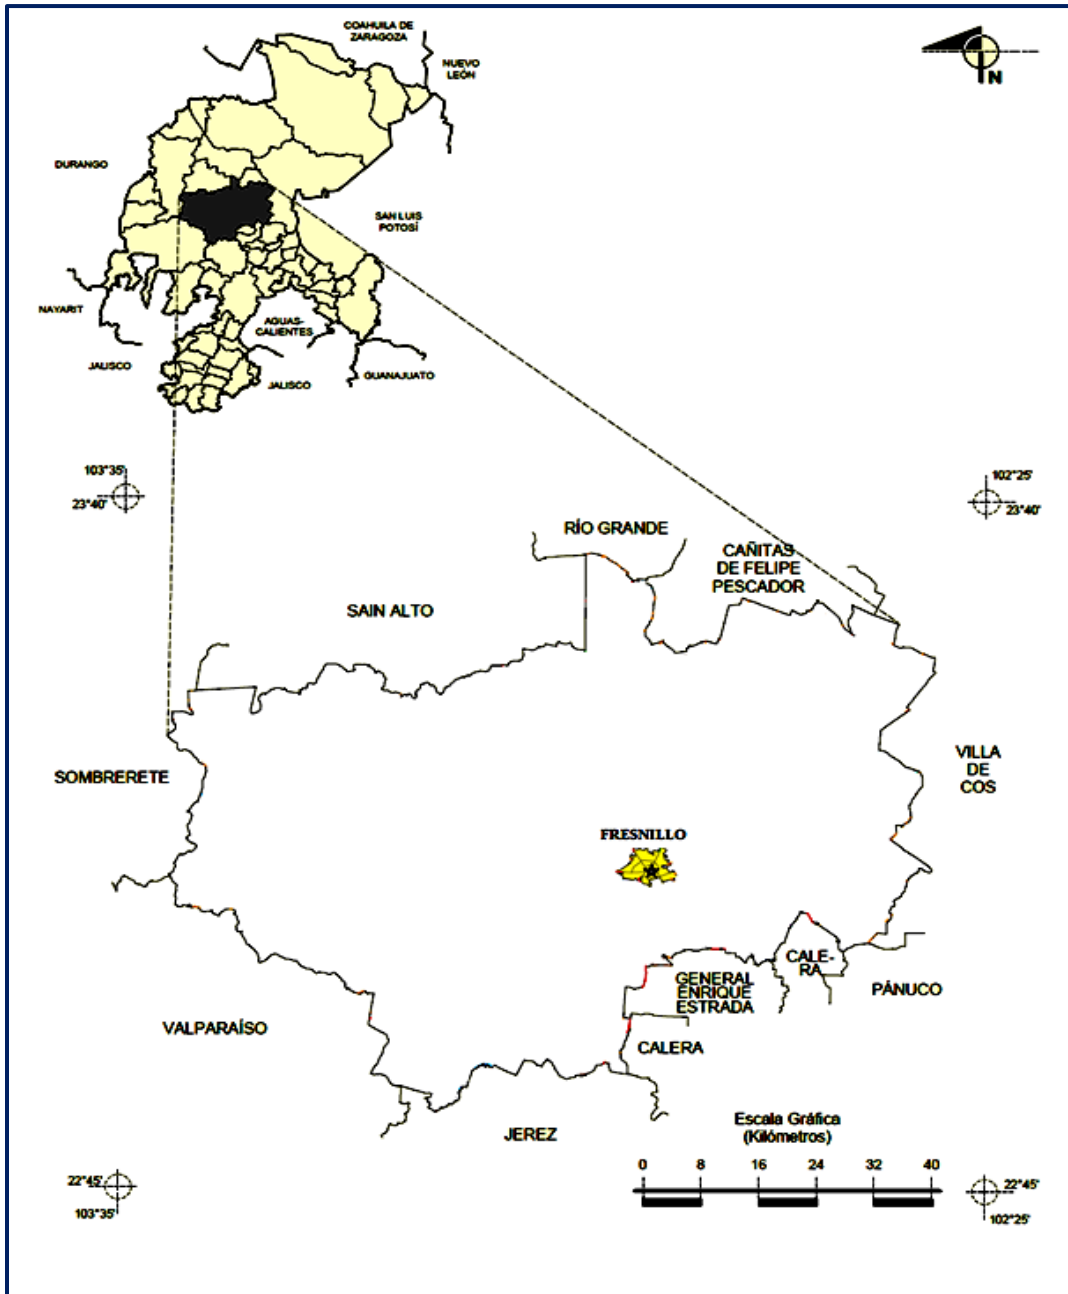 COAHUILA DE
ZARAGOZA
NUEVO
LEÓN
N
DURANGO
SAN LUIS
POTOSÍ
NAYARIT
AGUAS-
CALIENTES
JALISCO
JALISCO
GUANAJUATO
103°35'
23°40'
102°25'
23°40'
RÍO GRANDE
CAÑITAS
DE FELIPE
PESCADOR
SAIN ALTO
SOMBRERETE
VILLA
DE
COS
FRESNILLO
CALE-
RA
GENERAL
ENRIQUE
ESTRADA
PÁNUCO
VALPARAÍSO
CALERA
JEREZ
Escala Gráfica
(Kilómetros)
0 8 16 24 32 40
22°45'
103°35'
22°45'
102°25'